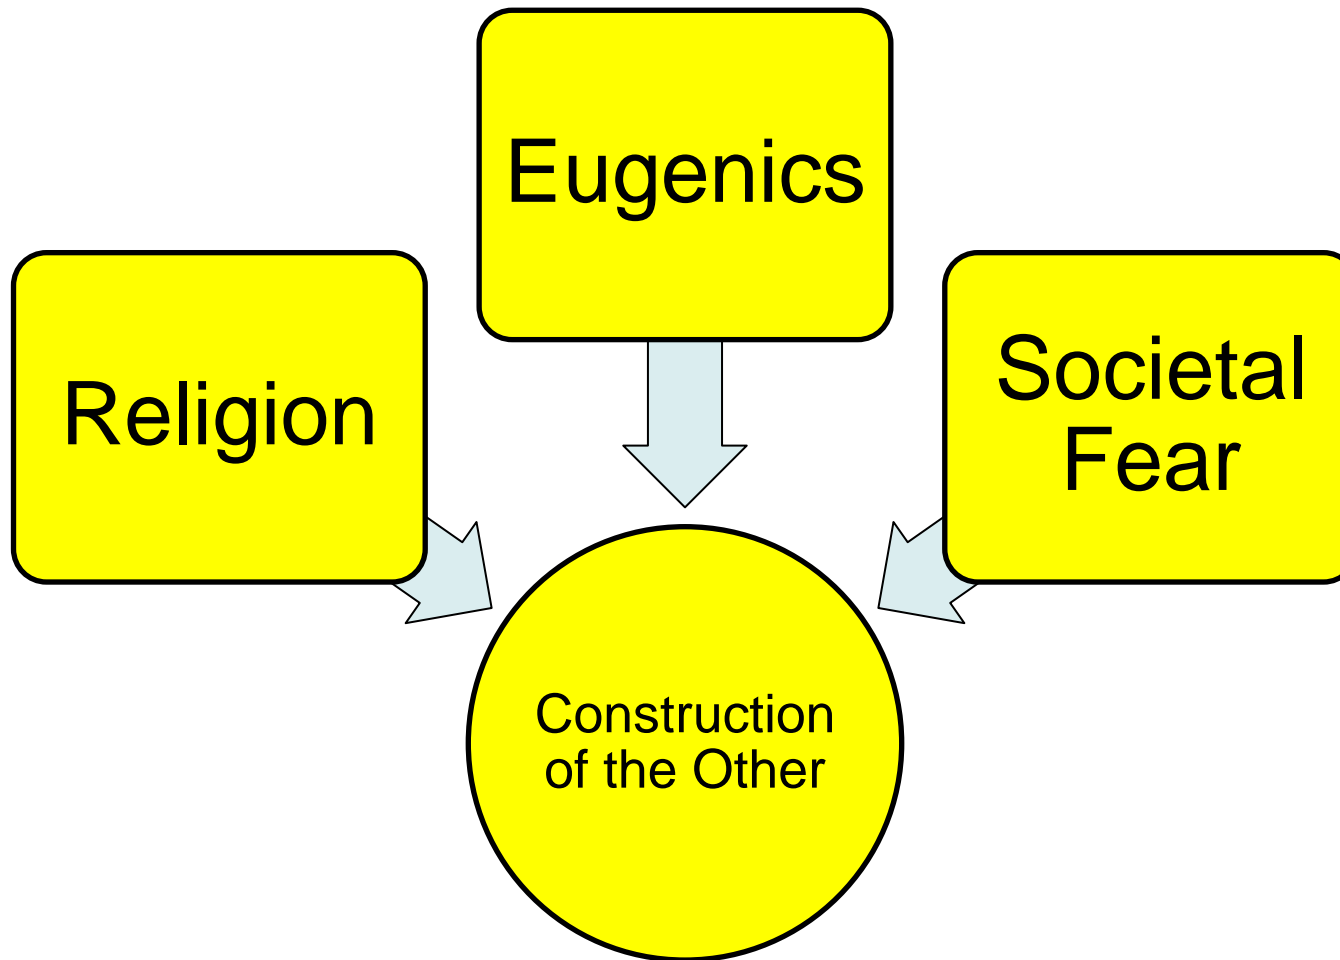 Eugenics
Religion
Societal
Fear
Construction
of the Other